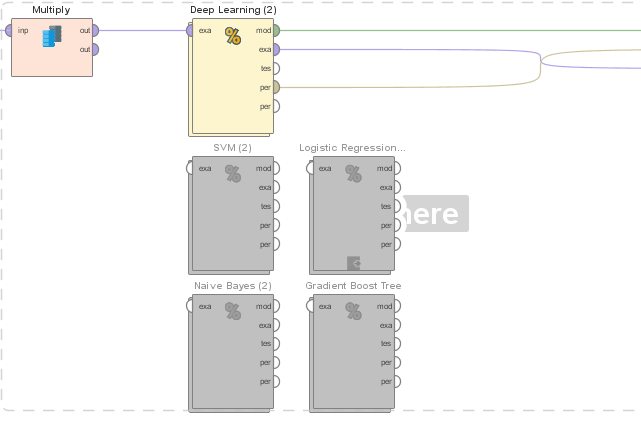 Multiply
inp
out
out
Deep Learning (2)
exa
mod
exa
tes
per
per
SVM (2)
exa
mod
exa
tes
per
per
Logistic Regression...
exa
mod
exa
tes
per
per
here
Naive Bayes (2)
exa
mod
exa
tes
per
per
Gradient Boost Tree
exa
mod
exa
tes
per
per